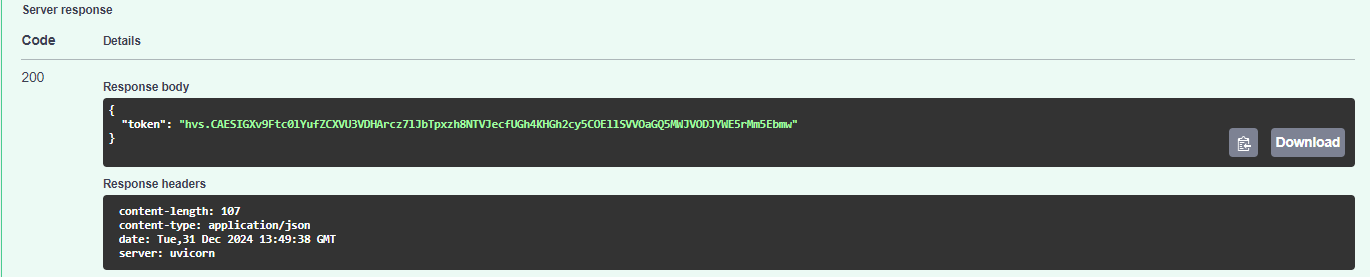 Server response
Code Details
200
Response body
{
"token": "hvs.CAESIGXv9Ftc0lYufZCXVU3VDHArcz7lJbTpxzh8NTVJecfUGh4KHGh2cy5COEllSVVOaGQ5MWJVODJYWE5rMm5Ebmw"
}
Download
Response headers
content-length: 107
content-type: application/json
date: Tue,31 Dec 2024 13:49:38 GMT
server: uvicorn